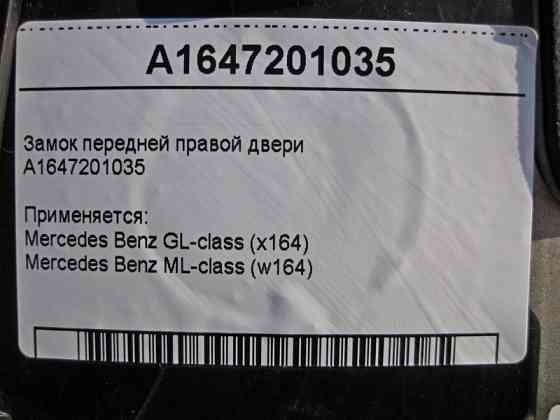 A1647201035
Замок передней правой двери
A1647201035
Применяется:
Mercedes Benz GL-class (x164)
Mercedes Benz ML-class (w164)